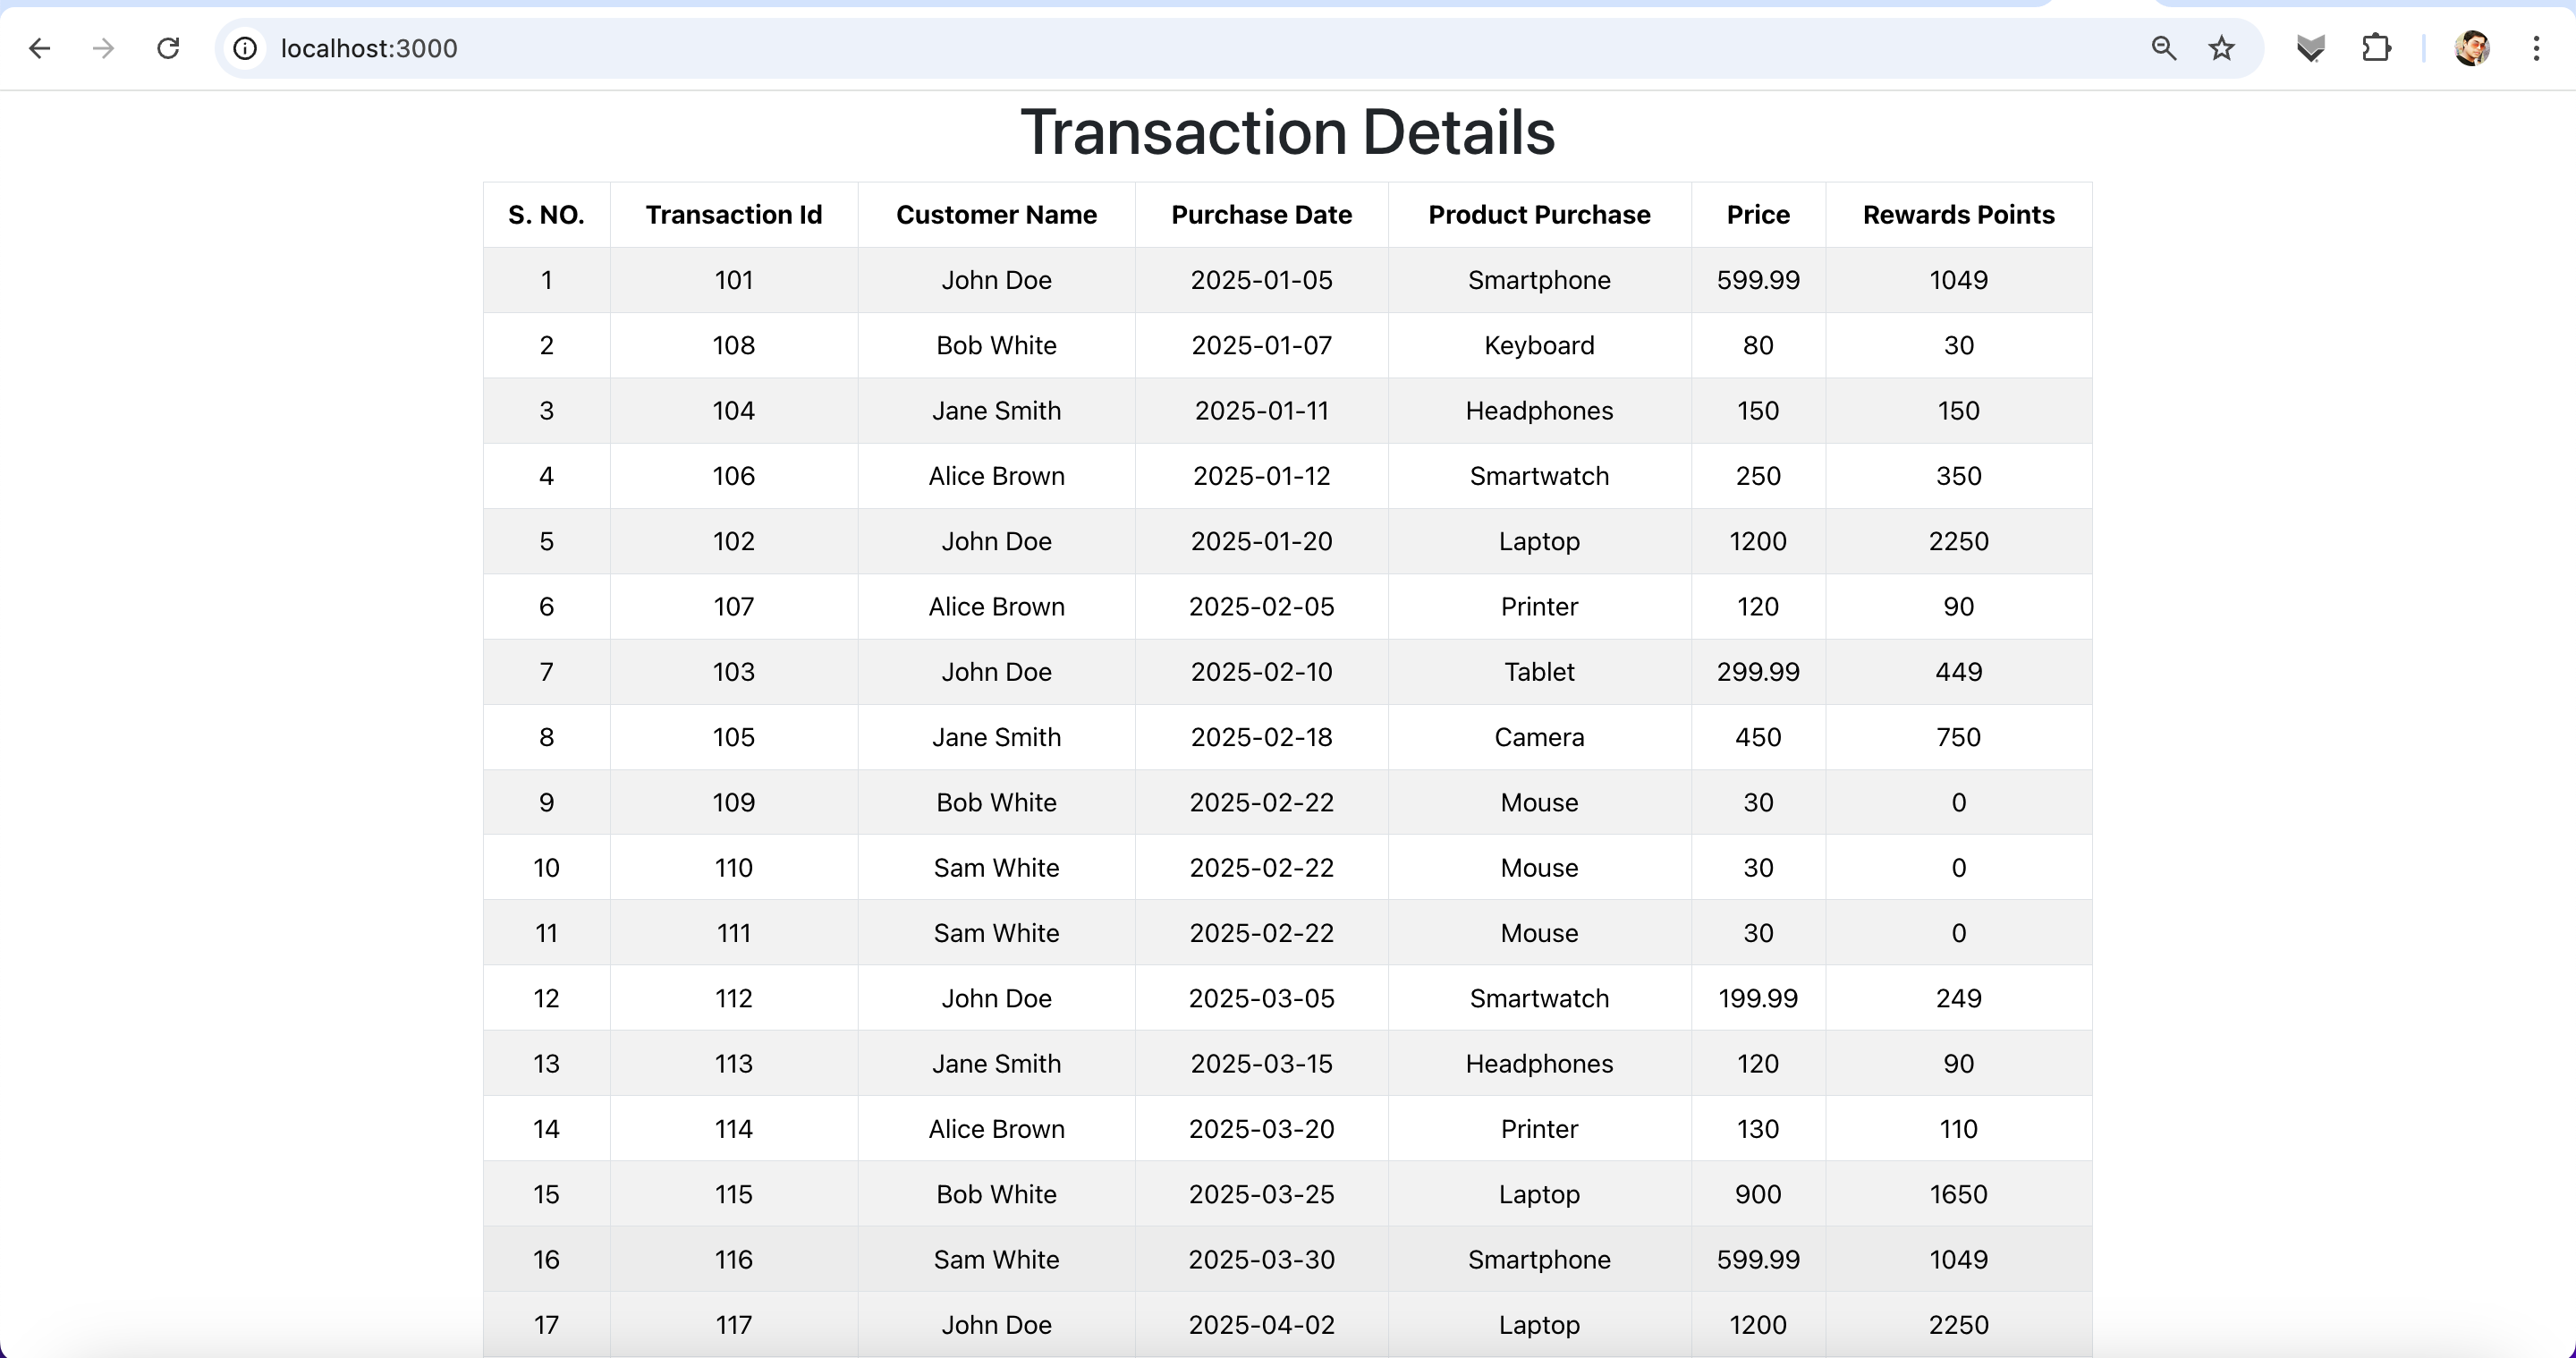 localhost:3000
Transaction Details
S. NO. Transaction Id Customer Name Purchase Date Product Purchase Price Rewards Points
1 101 John Doe 2025-01-05 Smartphone 599.99 1049
2 108 Bob White 2025-01-07 Keyboard 80 30
3 104 Jane Smith 2025-01-11 Headphones 150 150
4 106 Alice Brown 2025-01-12 Smartwatch 250 350
5 102 John Doe 2025-01-20 Laptop 1200 2250
6 107 Alice Brown 2025-02-05 Printer 120 90
7 103 John Doe 2025-02-10 Tablet 299.99 449
8 105 Jane Smith 2025-02-18 Camera 450 750
9 109 Bob White 2025-02-22 Mouse 30 0
10 110 Sam White 2025-02-22 Mouse 30 0
11 111 Sam White 2025-02-22 Mouse 30 0
12 112 John Doe 2025-03-05 Smartwatch 199.99 249
13 113 Jane Smith 2025-03-15 Headphones 120 90
14 114 Alice Brown 2025-03-20 Printer 130 110
15 115 Bob White 2025-03-25 Laptop 900 1650
16 116 Sam White 2025-03-30 Smartphone 599.99 1049
17 117 John Doe 2025-04-02 Laptop 1200 2250